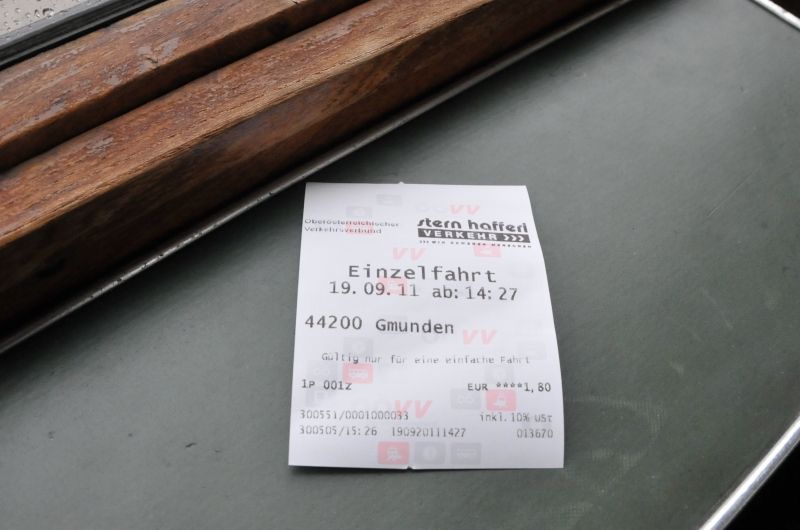 Oberösterreichischer
Verkehrsverbund
stern hafferl
VERKEHR >>>
Einzelfahrt
19.09.11 ab:14:27
44200 Gmunden
Gültig nur für eine einfache Fahrt
1P 001Z
EUR ****1,80
300551/0001000033
inkl. 10% USt
300505/15:26 190920111427
013670